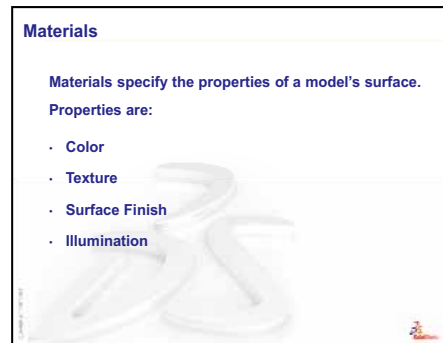 Materials
Materials specify the properties of a model’s surface.
Properties are:
• Color
• Texture
• Surface Finish
• Illumination